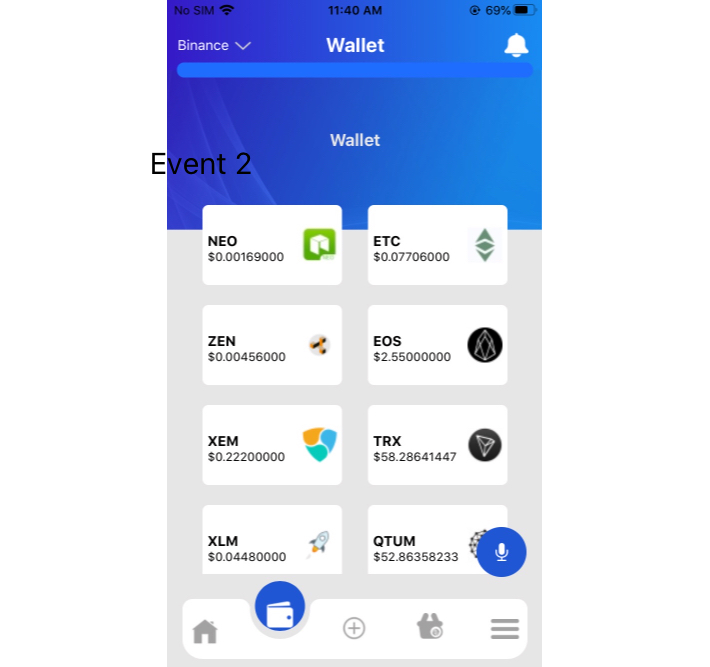 No SIM 11:40 AM 69%
Binance Wallet
Wallet
Event 2
NEO
$0.00169000
ETC
$0.07706000
ZEN
$0.00456000
EOS
$2.55000000
XEM
$0.22200000
TRX
$58.28641447
XLM
$0.04480000
QTUM
$52.86358233